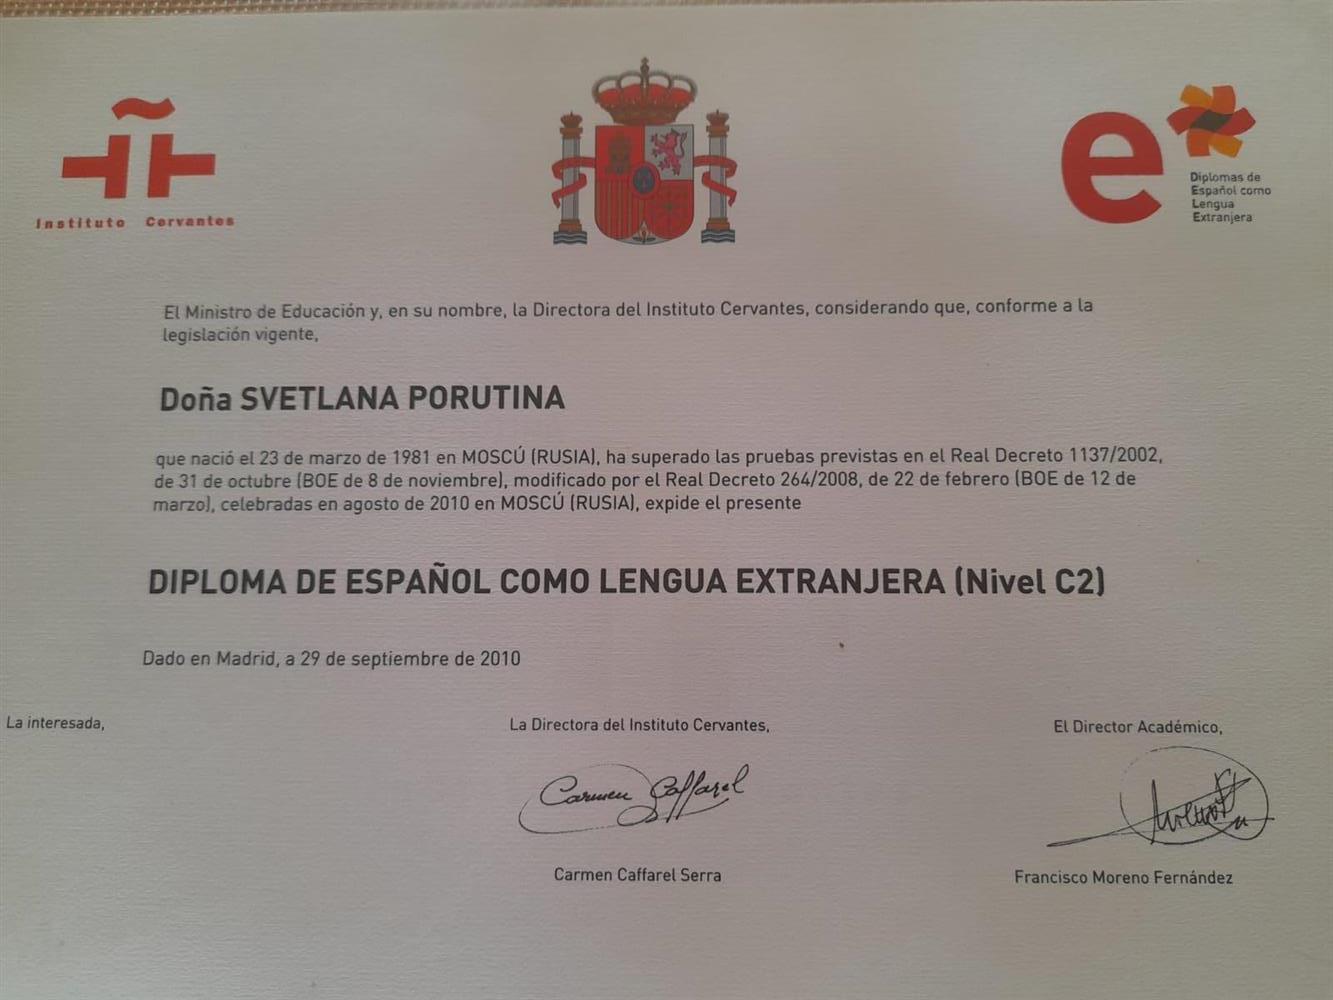 Instituto Cervantes
e
Diplomas de
Español como
Lengua
Extranjera
El Ministro de Educación y, en su nombre, la Directora del Instituto Cervantes, considerando que, conforme a la
legislación vigente,
Doña SVETLANA PORUTINA
que nació el 23 de marzo de 1981 en MOSCÚ (RUSIA), ha superado las pruebas previstas en el Real Decreto 1137/2002,
de 31 de octubre (BOE de 8 de noviembre), modificado por el Real Decreto 264/2008, de 22 de febrero (BOE de 12 de
marzo), celebradas en agosto de 2010 en MOSCÚ (RUSIA), expide el presente
DIPLOMA DE ESPAÑOL COMO LENGUA EXTRANJERA (Nivel C2)
Dado en Madrid, a 29 de septiembre de 2010
La interesada,
La Directora del Instituto Cervantes,
El Director Académico,
Carmen Caffarel
Carmen Caffarel Serra
Francisco Moreno Fernández